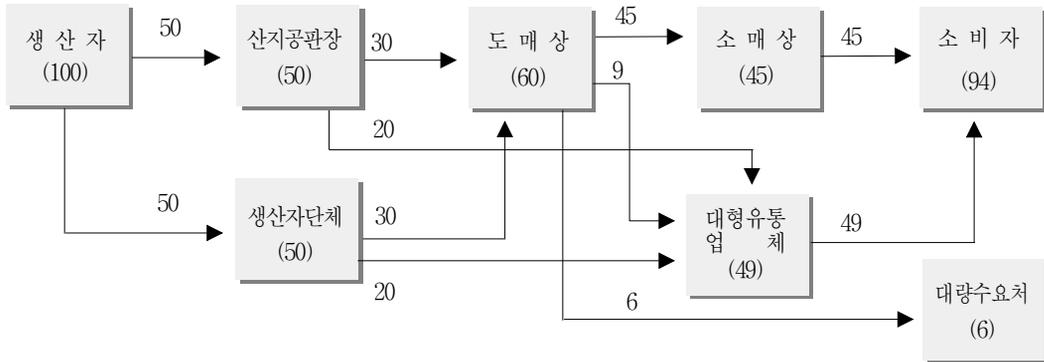 생 산 자
(100)
50
산지공판장
(50)
30
도 매 상
(60)
45
소 매 상
(45)
45
소 비 자
(94)
9
20
50
생산자단체
(50)
30
20
대형유통
업 체
(49)
49
6
대량수요처
(6)